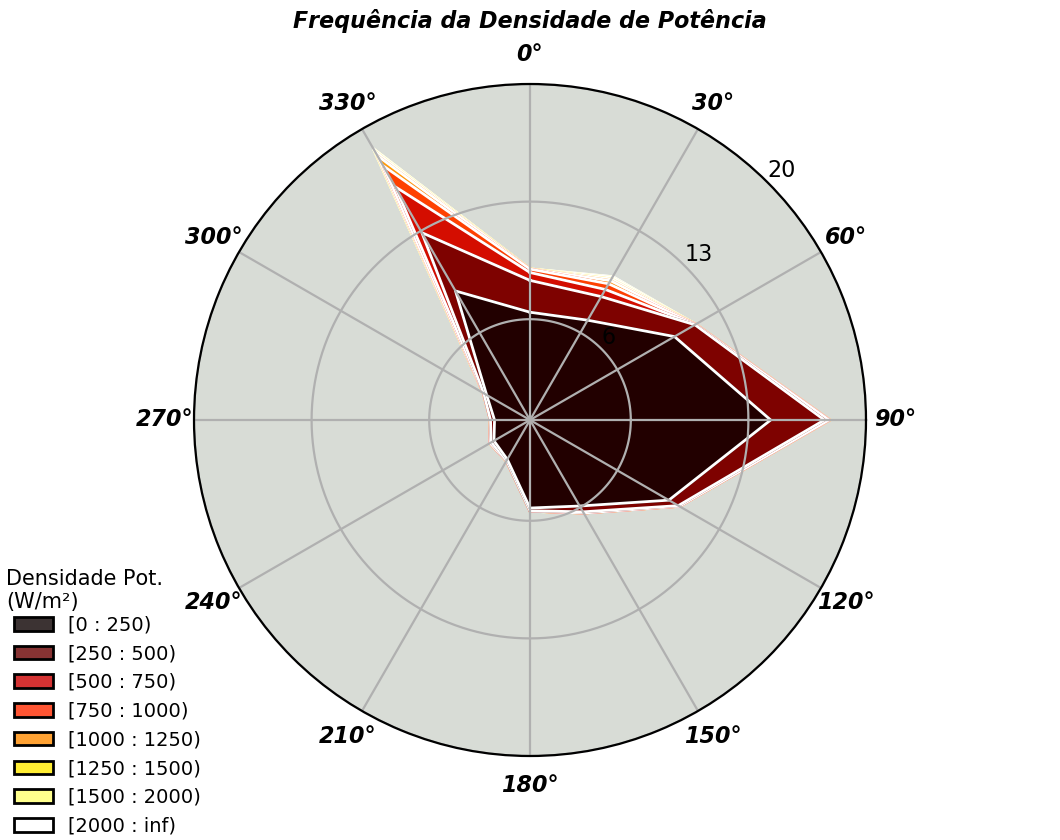 Frequência da Densidade de Potência
0°
330°
30°
20
300°
60°
13
6
270°
90°
240°
120°
210°
150°
180°
Densidade Pot.
(W/m²)
[0 : 250)
[250 : 500)
[500 : 750)
[750 : 1000)
[1000 : 1250)
[1250 : 1500)
[1500 : 2000)
[2000 : inf)